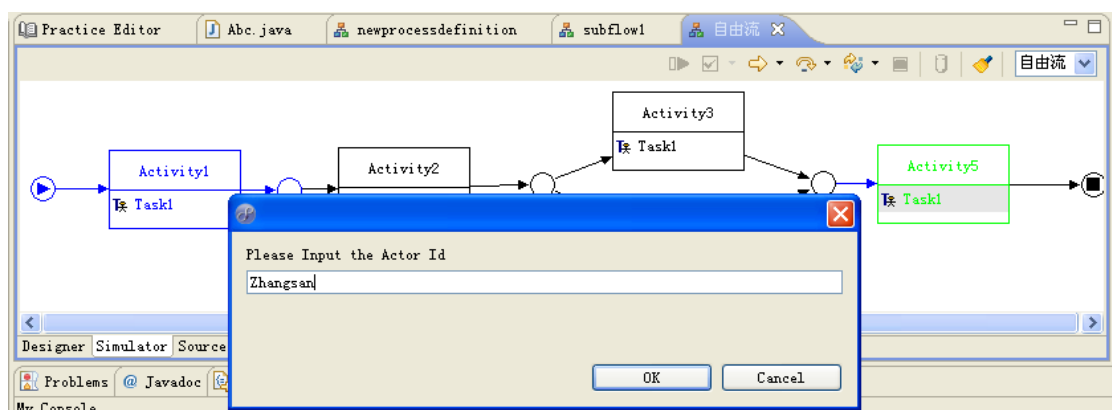 Practice Editor
Abc.java
newprocessdefinition
subflow1
自由流
自由流
Activity3
Task1
Activity1
Task1
Activity2
Activity5
Task1
Please Input the Actor Id
Zhangsan
OK
Cancel
Designer
Simulator
Source
Problems
@ Javadoc
My Console